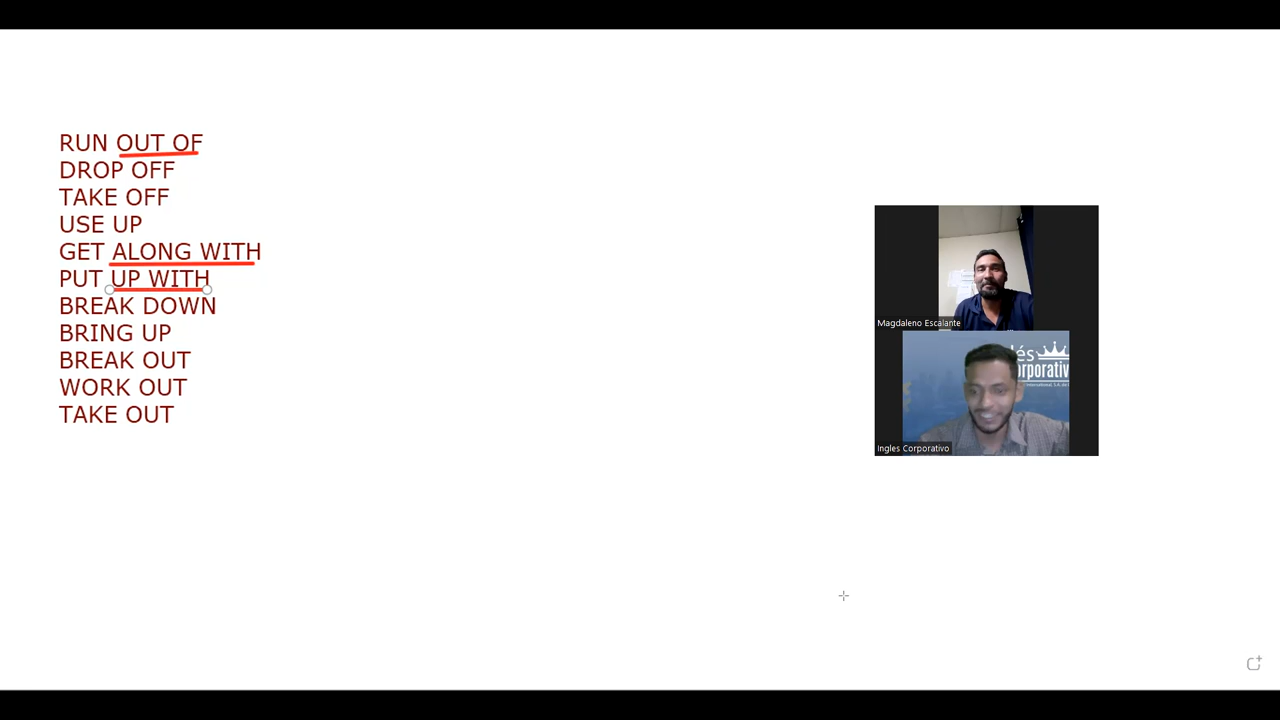 RUN OUT OF
DROP OFF
TAKE OFF
USE UP
GET ALONG WITH
PUT UP WITH
BREAK DOWN
BRING UP
BREAK OUT
WORK OUT
TAKE OUT
Magdaleno Escalante
Ingles Corporativo